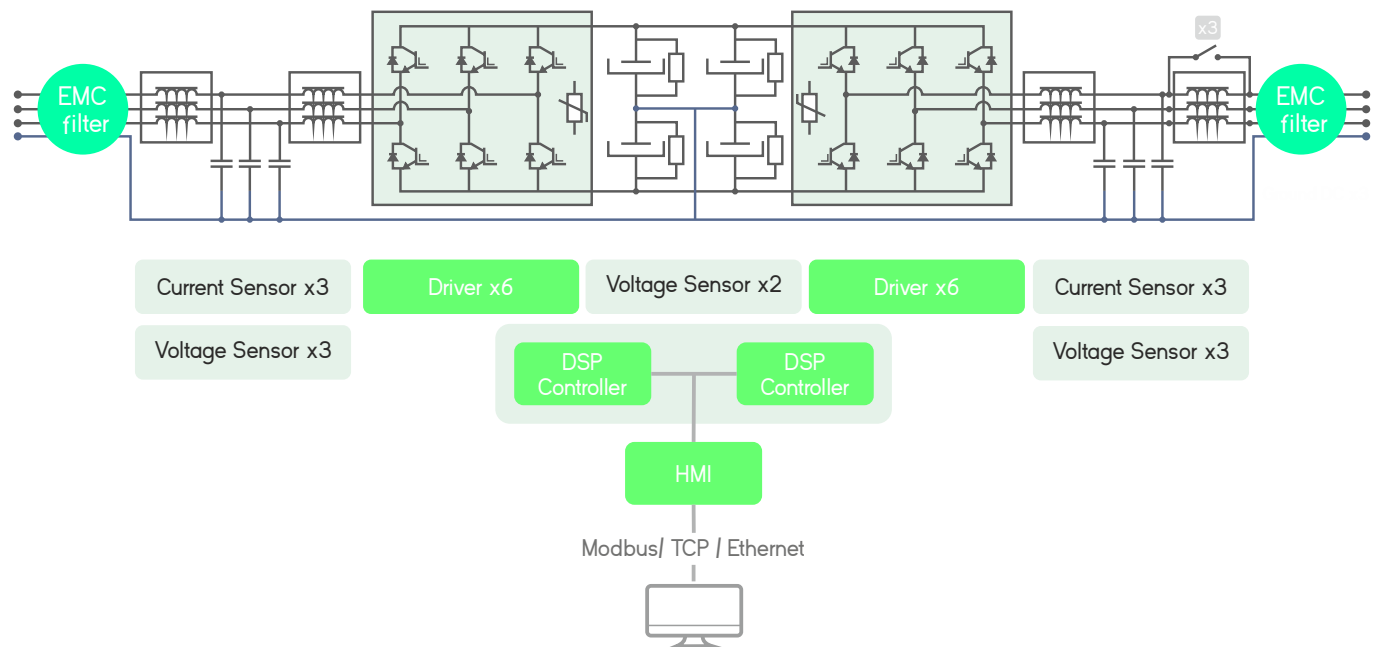 x3
EMC
filter
EMC
filter
Current Sensor x3
Driver x6
Voltage Sensor x2
Driver x6
Current Sensor x3
Voltage Sensor x3
Voltage Sensor x3
DSP
Controller
DSP
Controller
HMI
Modbus/ TCP / Ethernet